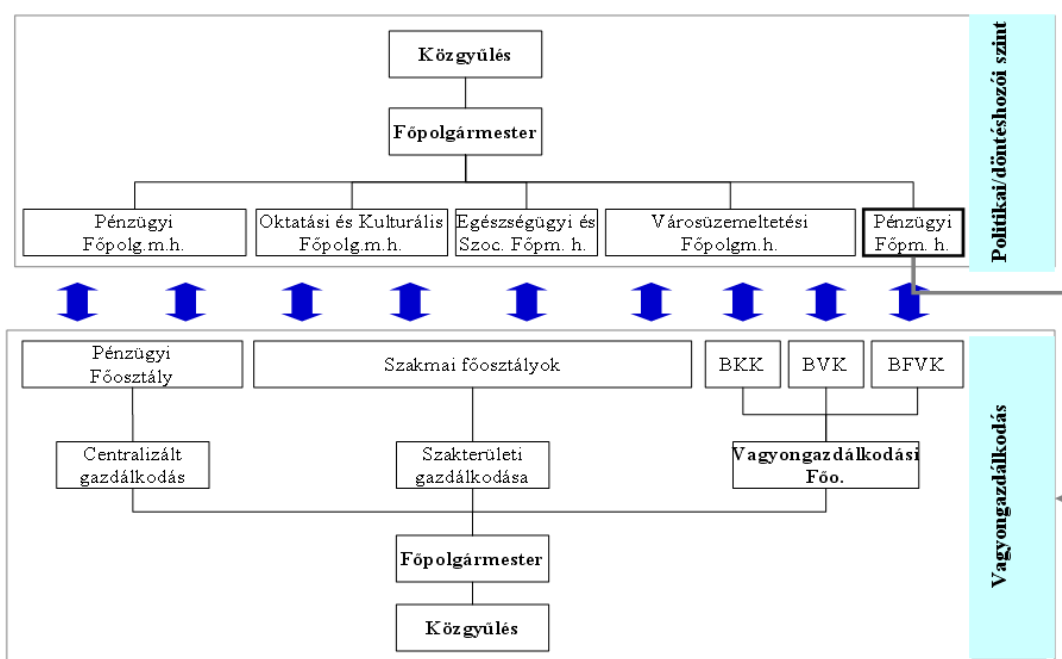 Közgyűlés
Főpolgármester
Pénzügyi
Főpolg.m.h.
Oktatási és Kulturális
Főpolg.m.h.
Egészségügyi és
Szoc. Főpm. h.
Városüzemeltetési
Főpolgm.h.
Pénzügyi
Főpm. h.
Politikai/döntéshozói szint
Pénzügyi
Főosztály
Szakmai főosztályok
BKK
BVK
BFVK
Centralizált
gazdálkodás
Szakterületi
gazdálkodása
Vagyongazdálkodási
Főo.
Főpolgármester
Közgyűlés
Vagyongazdálkodás